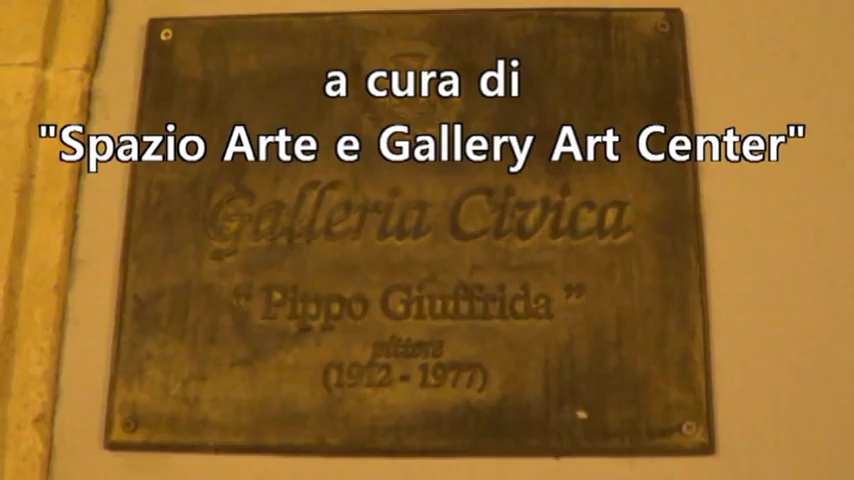 a cura di
"Spazio Arte e Gallery Art Center"
Galleria Civica
“ Pippo Giuffrida ”
pittore
(1912 - 1977)